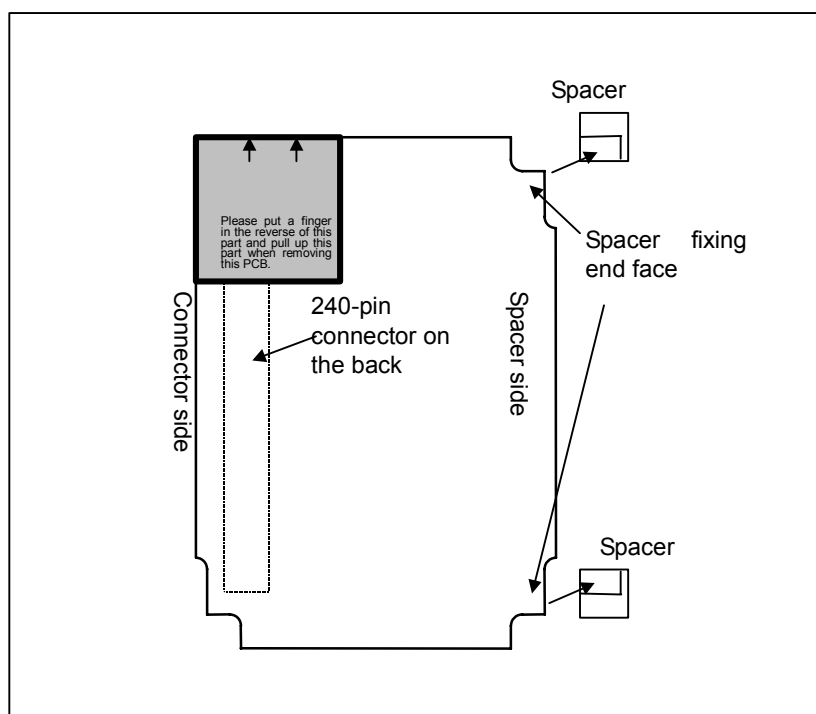 Spacer
Please put a finger
in the reverse of this
part and pull up this
part when removing
this PCB.
Spacer fixing
end face
Connector side
240-pin
connector on
the back
Spacer side
Spacer